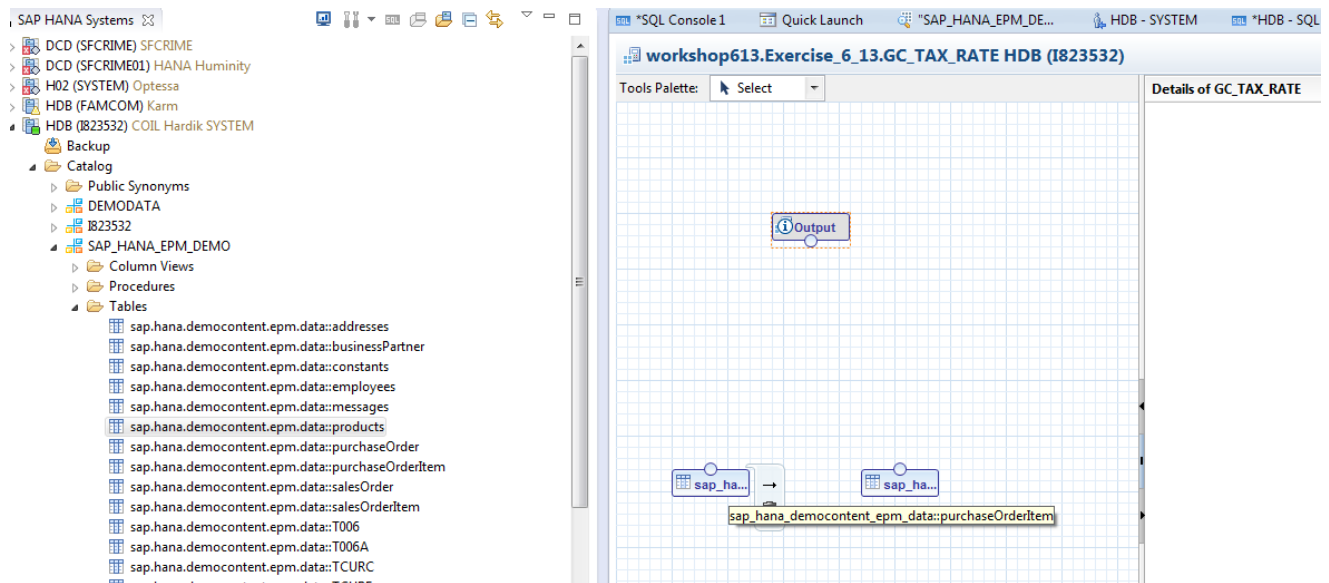 SAP HANA Systems
DCD (SFCRIME) SFCRIME
DCD (SFCRIME01) HANA Huminity
H02 (SYSTEM) Optessa
HDB (FAMCOM) Karm
HDB (I823532) COIL Hardik SYSTEM
Backup
Catalog
Public Synonyms
DEMODATA
I823532
SAP_HANA_EPM_DEMO
Column Views
Procedures
Tables
sap.hana.democontent.epm.data::addresses
sap.hana.democontent.epm.data::businessPartner
sap.hana.democontent.epm.data::constants
sap.hana.democontent.epm.data::employees
sap.hana.democontent.epm.data::messages
sap.hana.democontent.epm.data::products
sap.hana.democontent.epm.data::purchaseOrder
sap.hana.democontent.epm.data::purchaseOrderItem
sap.hana.democontent.epm.data::salesOrder
sap.hana.democontent.epm.data::salesOrderItem
sap.hana.democontent.epm.data::T006
sap.hana.democontent.epm.data::T006A
sap.hana.democontent.epm.data::TCURC
*SQL Console 1 Quick Launch "SAP_HANA_EPM_DE... HDB - SYSTEM *HDB - SQL
workshop613.Exercise_6_13.GC_TAX_RATE HDB (I823532)
Tools Palette: Select
Details of GC_TAX_RATE
Output
sap_ha... sap_ha...
sap_hana_democontent_epm_data::purchaseOrderItem